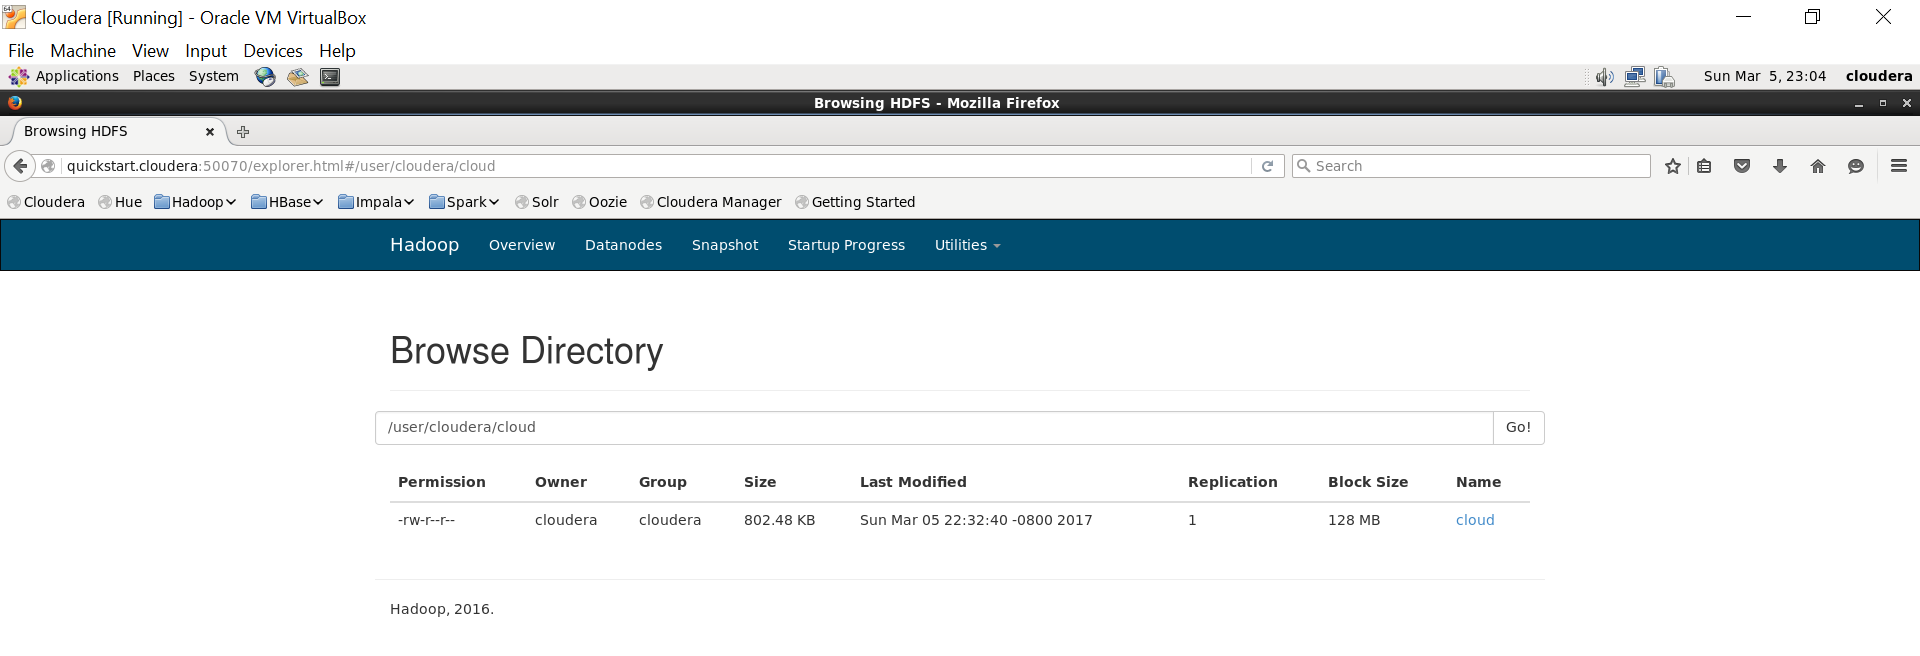 Cloudera [Running] - Oracle VM VirtualBox
File Machine View Input Devices Help
Applications Places System Sun Mar 5, 23:04 cloudera
Browsing HDFS - Mozilla Firefox
Browsing HDFS
quickstart.cloudera:50070/explorer.html#/user/cloudera/cloud Search
Cloudera Hue Hadoop HBase Impala Spark Solr Oozie Cloudera Manager Getting Started
Hadoop Overview Datanodes Snapshot Startup Progress Utilities
Browse Directory
/user/cloudera/cloud Go!
Permission Owner Group Size Last Modified Replication Block Size Name
-rw-r--r-- cloudera cloudera 802.48 KB Sun Mar 05 22:32:40 -0800 2017 1 128 MB cloud
Hadoop, 2016.